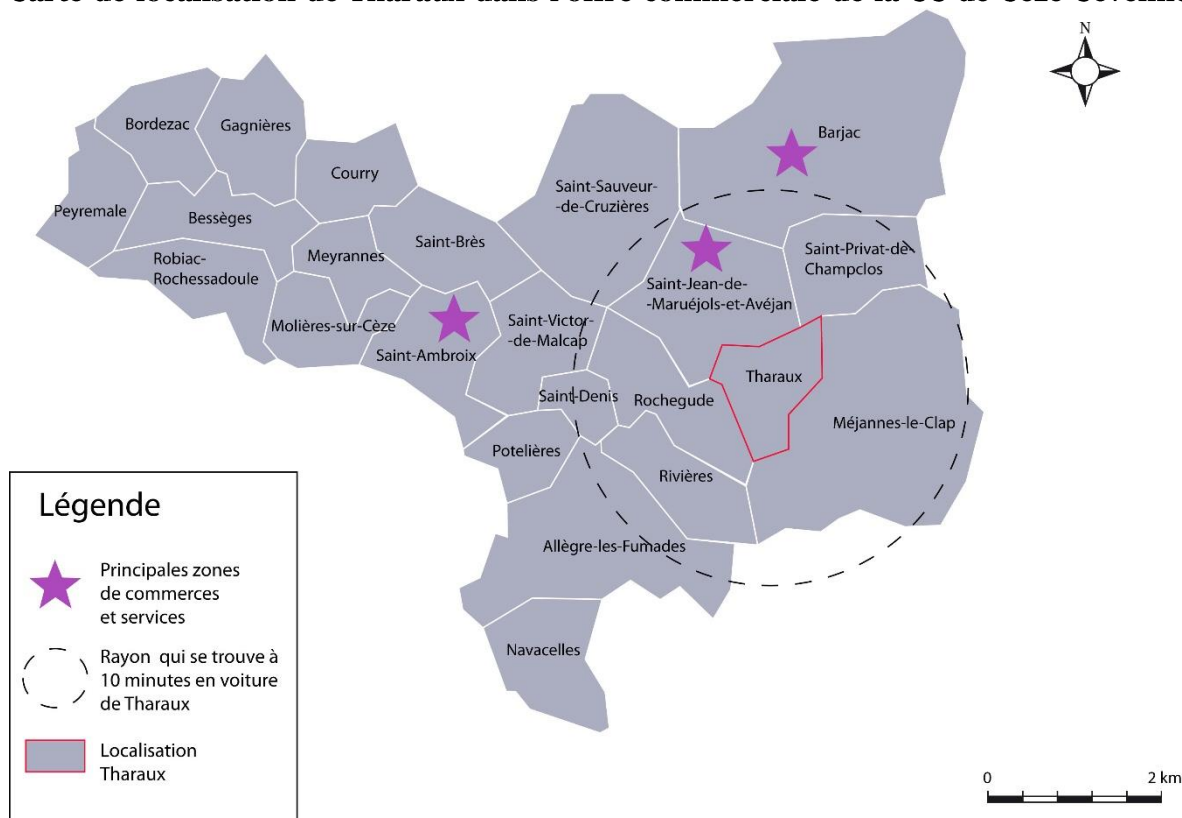 Carte de localisation de Tharaux dans l'offre commerciale de la CC de Cèze Cévenne
N
Bordezac
Gagnières
Barjac
Courry
Saint-Sauveur-
-de-Cruzières
Peyremale
Bessèges
Saint-Brès
Meyrannes
Robiac-
Rochessadoule
Saint-Privat-de-
Champclos
Saint-Jean-de-
-Maruéjols-et-Avéjan
Molières-sur-Cèze
Saint-Victor-
-de-Malcap
Saint-Ambroix
Tharaux
Saint-Denis
Rochegude
Méjannes-le-Clap
Potelières
Rivières
Allègre-les-Fumades
Navacelles
Légende
Principales zones
de commerces
et services
Rayon qui se trouve à
10 minutes en voiture
de Tharaux
Localisation
Tharaux
0 2 km